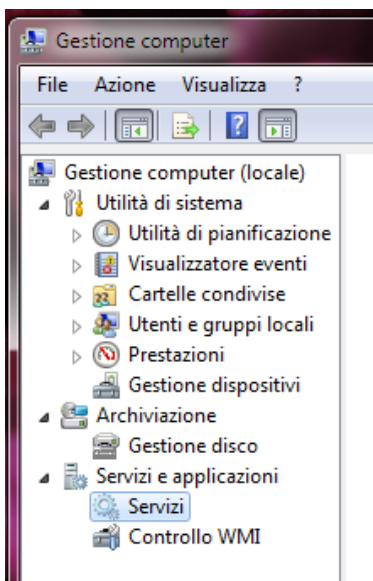 Gestione computer
File Azione Visualizza ?
Gestione computer (locale)
Utilità di sistema
Utilità di pianificazione
Visualizzatore eventi
Cartelle condivise
Utenti e gruppi locali
Prestazioni
Gestione dispositivi
Archiviazione
Gestione disco
Servizi e applicazioni
Servizi
Controllo WMI